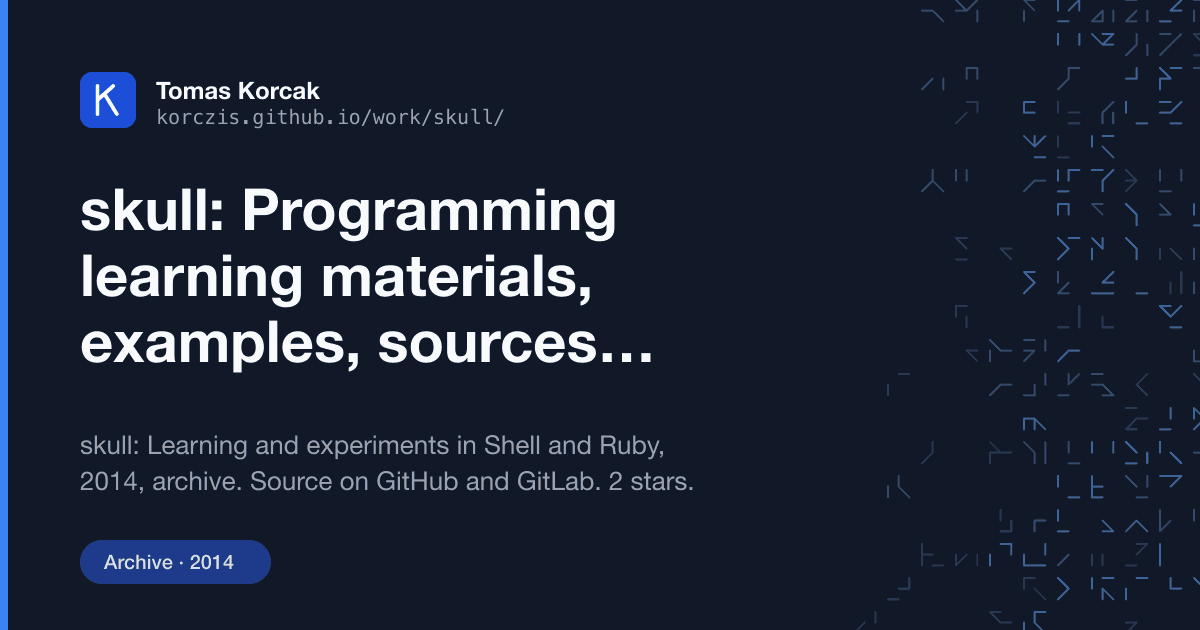 K
Tomas Korcak
korczis.github.io/work/skull/
skull: Programming
learning materials,
examples, sources…
skull: Learning and experiments in Shell and Ruby,
2014, archive. Source on GitHub and GitLab. 2 stars.
Archive · 2014